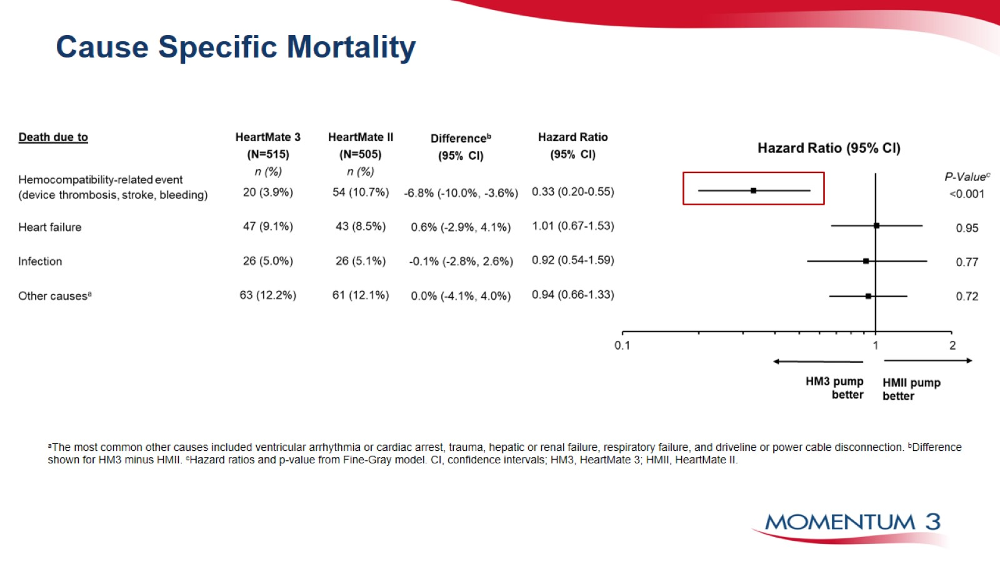 Cause Specific Mortality
Death due to HeartMate 3 HeartMate II Differenceᵇ Hazard Ratio
(N=515) (N=505) (95% CI) (95% CI) Hazard Ratio (95% CI)
n (%) n (%) P-Valueᶜ
Hemocompatibility-related event
(device thrombosis, stroke, bleeding) 20 (3.9%) 54 (10.7%) -6.8% (-10.0%, -3.6%) 0.33 (0.20-0.55) <0.001
Heart failure 47 (9.1%) 43 (8.5%) 0.6% (-2.9%, 4.1%) 1.01 (0.67-1.53) 0.95
Infection 26 (5.0%) 26 (5.1%) -0.1% (-2.8%, 2.6%) 0.92 (0.54-1.59) 0.77
Other causesᵃ 63 (12.2%) 61 (12.1%) 0.0% (-4.1%, 4.0%) 0.94 (0.66-1.33) 0.72
0.1 1 2
HM3 pump HMII pump
better better
ᵃThe most common other causes included ventricular arrhythmia or cardiac arrest, trauma, hepatic or renal failure, respiratory failure, and driveline or power cable disconnection. ᵇDifference
shown for HM3 minus HMII. ᶜHazard ratios and p-value from Fine-Gray model. CI, confidence intervals; HM3, HeartMate 3; HMII, HeartMate II.
MOMENTUM 3